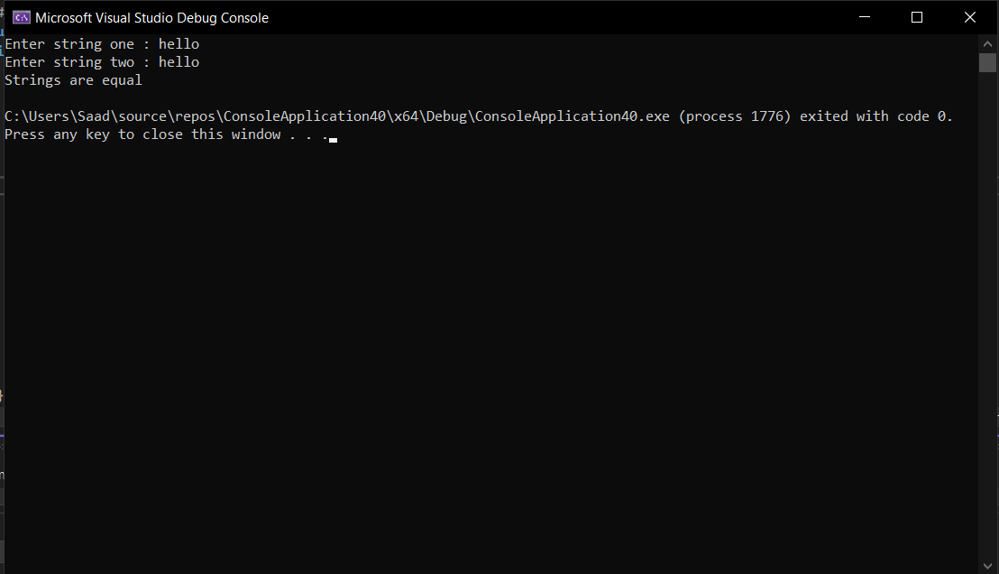 Microsoft Visual Studio Debug Console
Enter string one : hello
Enter string two : hello
Strings are equal
C:\Users\Saad\source\repos\ConsoleApplication40\x64\Debug\ConsoleApplication40.exe (process 1776) exited with code 0.
Press any key to close this window . . .